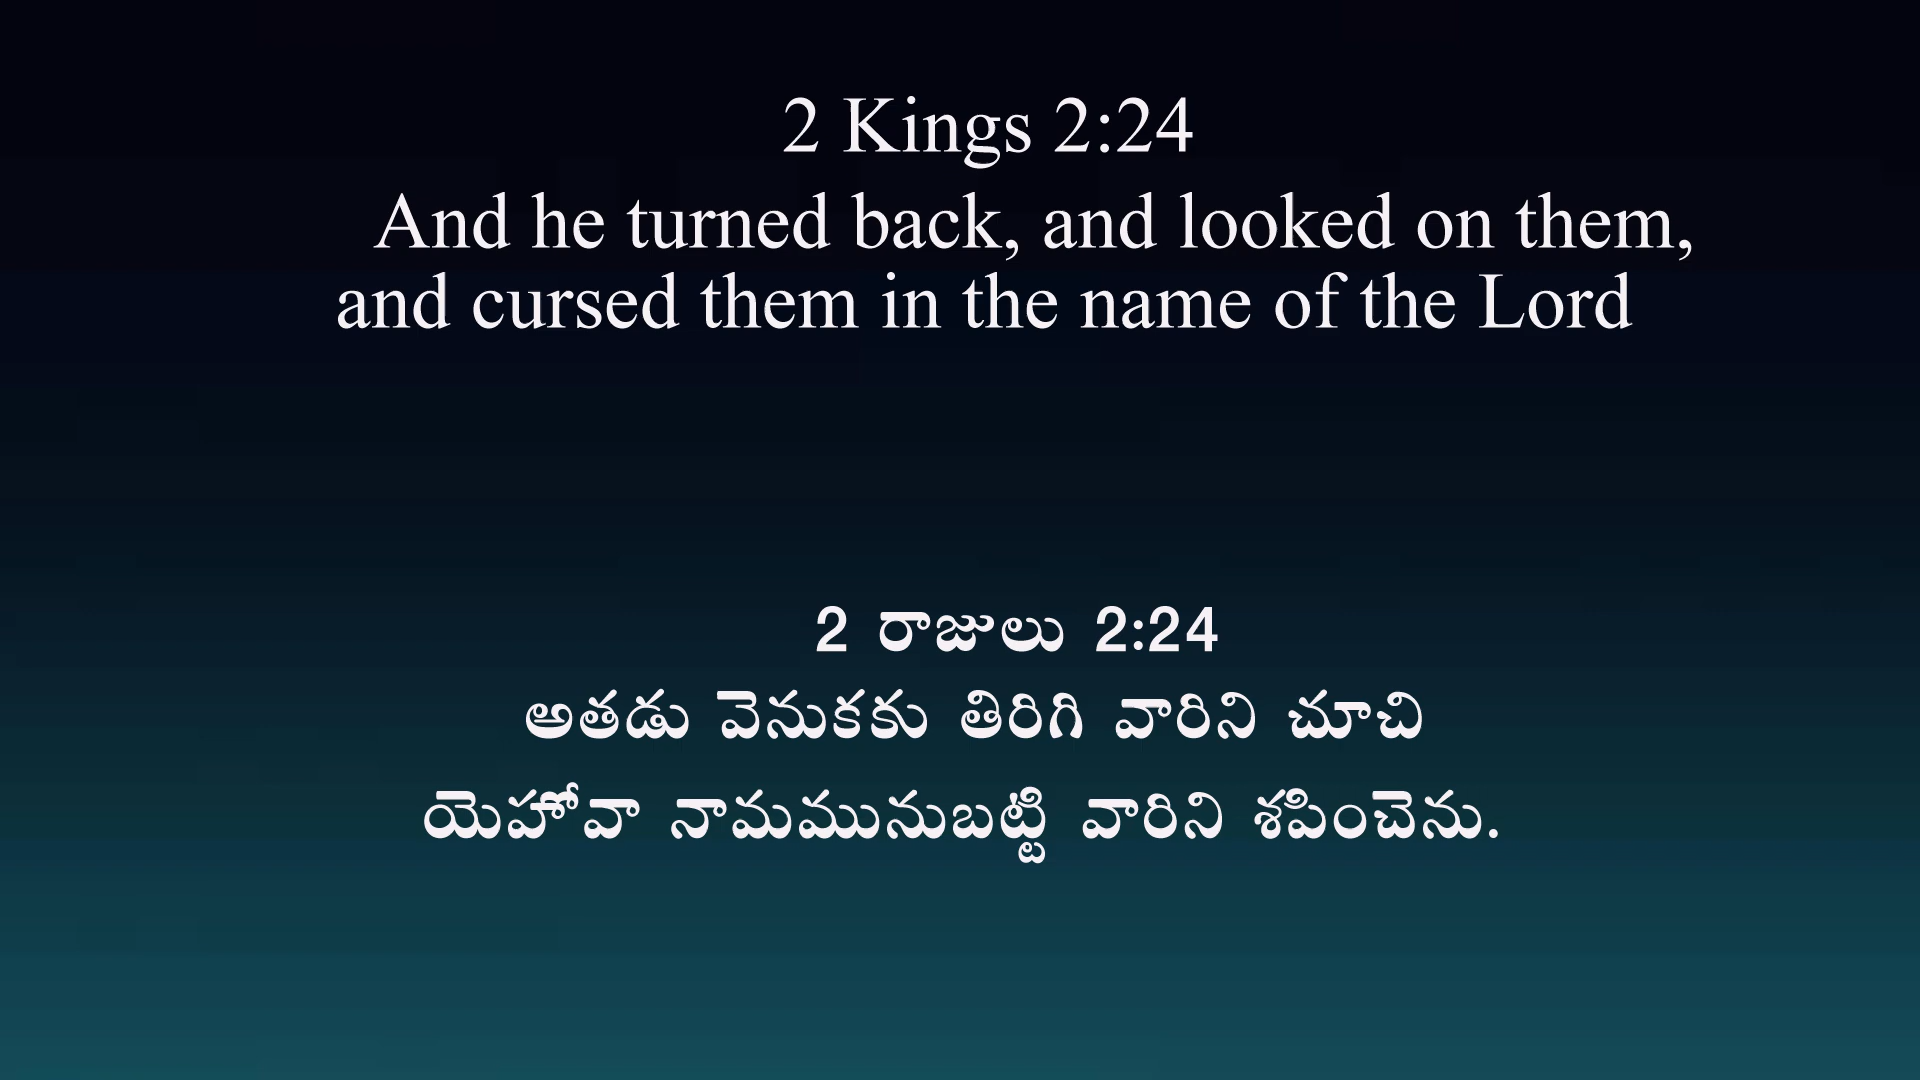 2 Kings 2:24
And he turned back, and looked on them,
and cursed them in the name of the Lord
2 రాజులు 2:24
అతడు వెనుకకు తిరిగి వారిని చూచి
యెహోవా నామమునుబట్టి వారిని శపించెను.